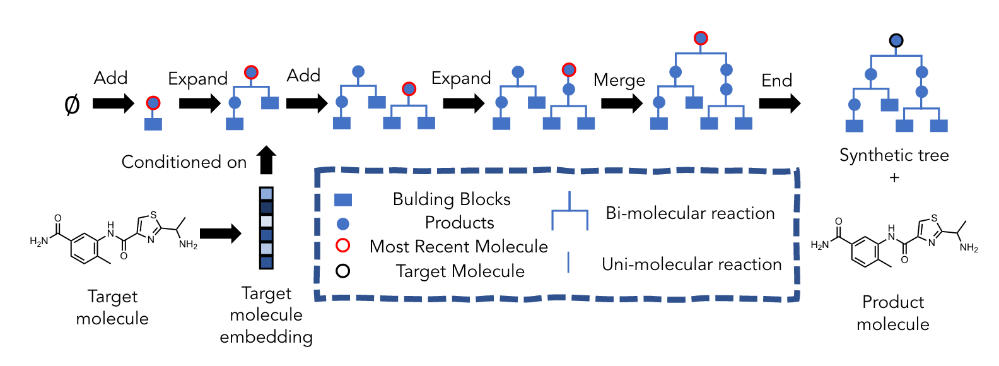 Add
Expand
Add
Expand
Merge
End
∅
Conditioned on
Synthetic tree
+
Bulding Blocks
Products
Most Recent Molecule
Target Molecule
Bi-molecular reaction
Uni-molecular reaction
O
H₂N
H
N
O
S
N
NH₂
Target
molecule
Target
molecule
embedding
O
H₂N
H
N
O
S
N
NH₂
Product
molecule